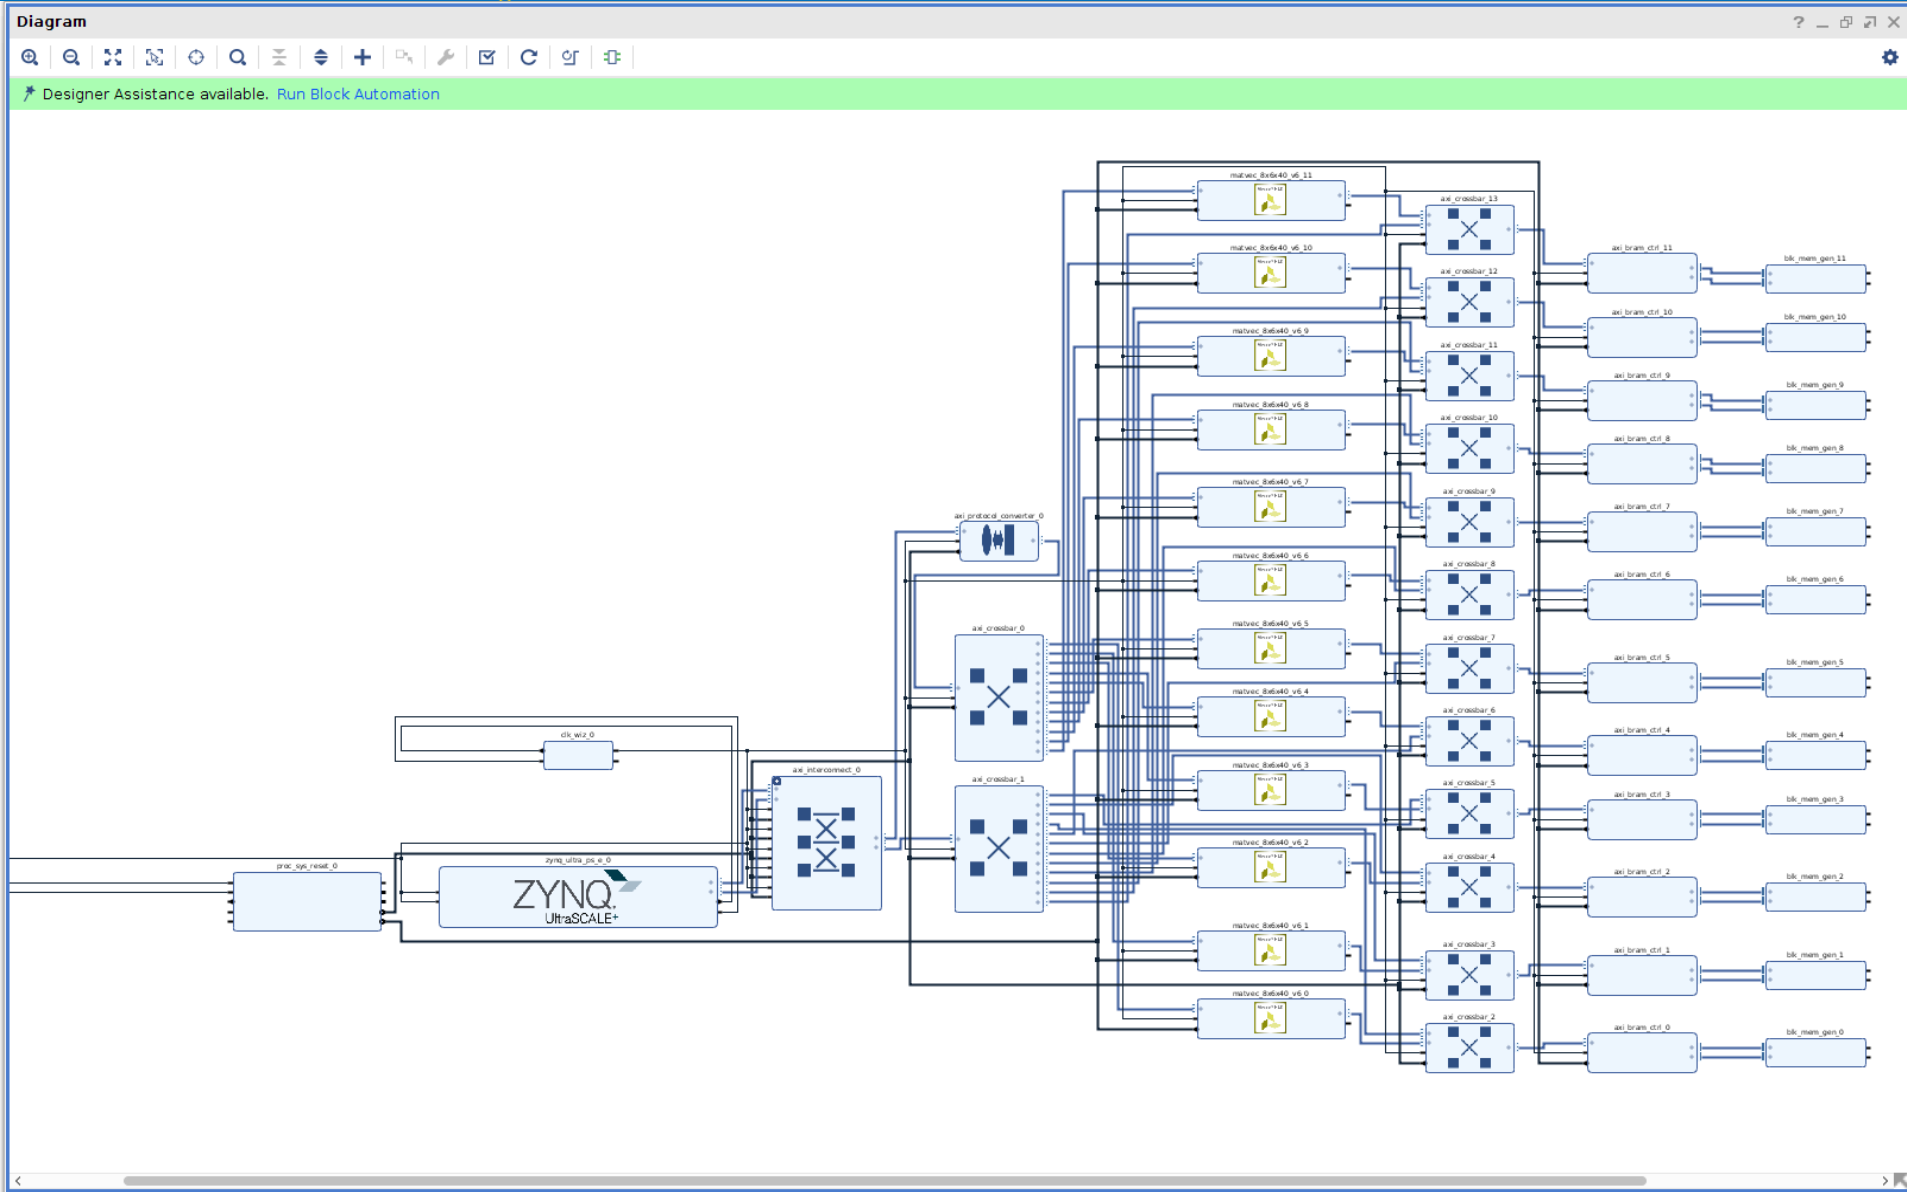 Diagram
Designer Assistance available. Run Block Automation
matvec_8x6x40_v6_11
axi_crossbar_13
matvec_8x6x40_v6_10
axi_bram_ctrl_11
blk_mem_gen_11
axi_crossbar_12
axi_bram_ctrl_10
blk_mem_gen_10
matvec_8x6x40_v6_9
axi_crossbar_11
axi_bram_ctrl_9
blk_mem_gen_9
matvec_8x6x40_v6_8
axi_crossbar_10
axi_bram_ctrl_8
blk_mem_gen_8
matvec_8x6x40_v6_7
axi_crossbar_9
axi_bram_ctrl_7
blk_mem_gen_7
axi_protocol_converter_0
matvec_8x6x40_v6_6
axi_crossbar_8
axi_bram_ctrl_6
blk_mem_gen_6
axi_crossbar_0
matvec_8x6x40_v6_5
axi_crossbar_7
axi_bram_ctrl_5
blk_mem_gen_5
matvec_8x6x40_v6_4
axi_crossbar_6
axi_bram_ctrl_4
blk_mem_gen_4
clk_wiz_0
axi_interconnect_0
axi_crossbar_1
matvec_8x6x40_v6_3
axi_crossbar_5
axi_bram_ctrl_3
blk_mem_gen_3
matvec_8x6x40_v6_2
axi_crossbar_4
axi_bram_ctrl_2
blk_mem_gen_2
proc_sys_reset_0
zynq_ultra_ps_e_0
ZYNQ
UltraSCALE+
matvec_8x6x40_v6_1
axi_crossbar_3
axi_bram_ctrl_1
blk_mem_gen_1
matvec_8x6x40_v6_0
axi_crossbar_2
axi_bram_ctrl_0
blk_mem_gen_0